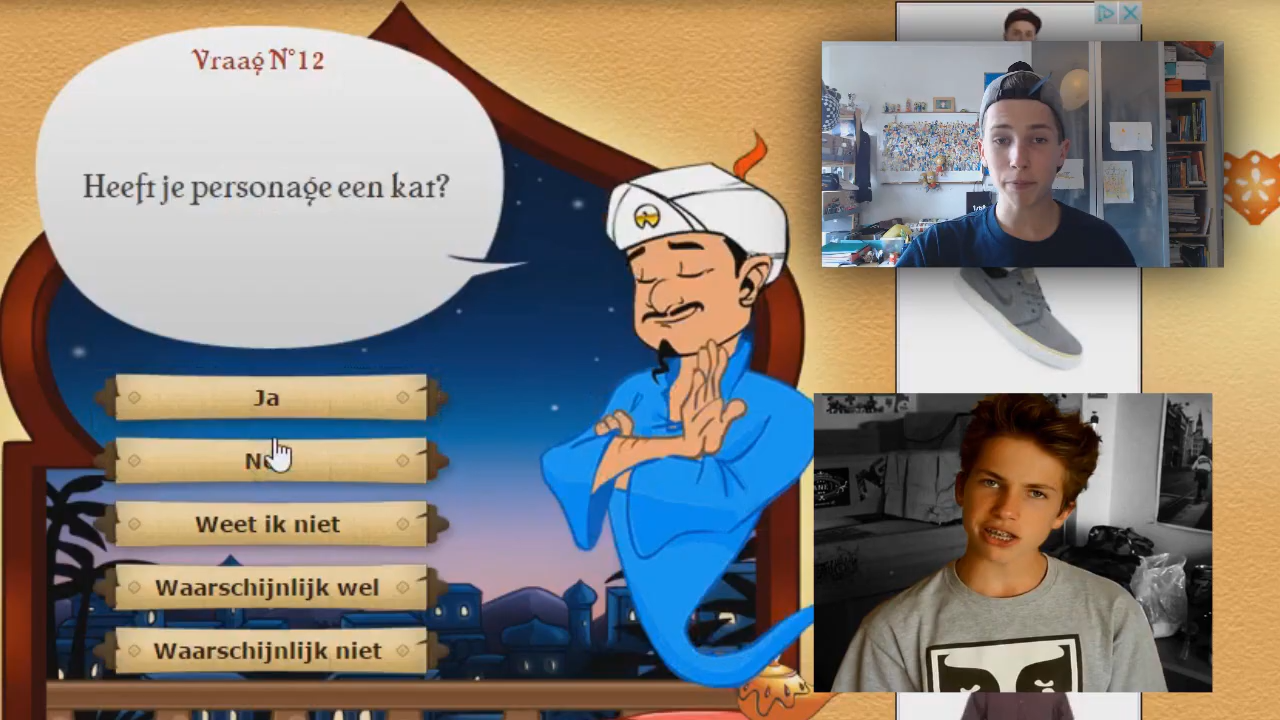 Vraag N°12
Heeft je personage een kat?
Ja
Weet ik niet
Waarschijnlijk wel
Waarschijnlijk niet